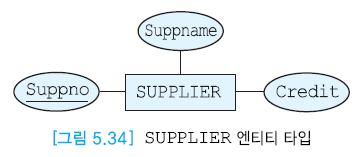 Suppname
Suppno SUPPLIER Credit
[그림 5.34] SUPPLIER 엔티티 타입